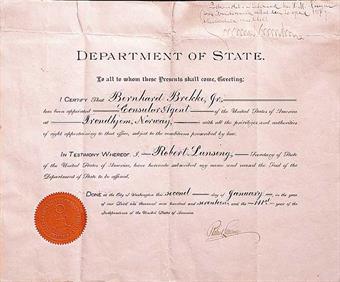 DEPARTMENT OF STATE.
To all to whom these Presents shall come, Greeting:
I CERTIFY That Bernhard Brekke, Jr.,
has been appointed Consular Agent of the United States of America
at Trondhjem, Norway, with all the privileges and authorities
of right appertaining to that office, subject to the conditions prescribed by law.
IN TESTIMONY WHEREOF, I, Robert Lansing, Secretary of State
of the United States of America, have hereunto subscribed my name and caused the Seal of the
Department of State to be affixed.
DONE at the City of Washington this second day of January, in the year
of our Lord one thousand nine hundred and seventeen and the 141st of the
Independence of the United States of America.
Robert Lansing